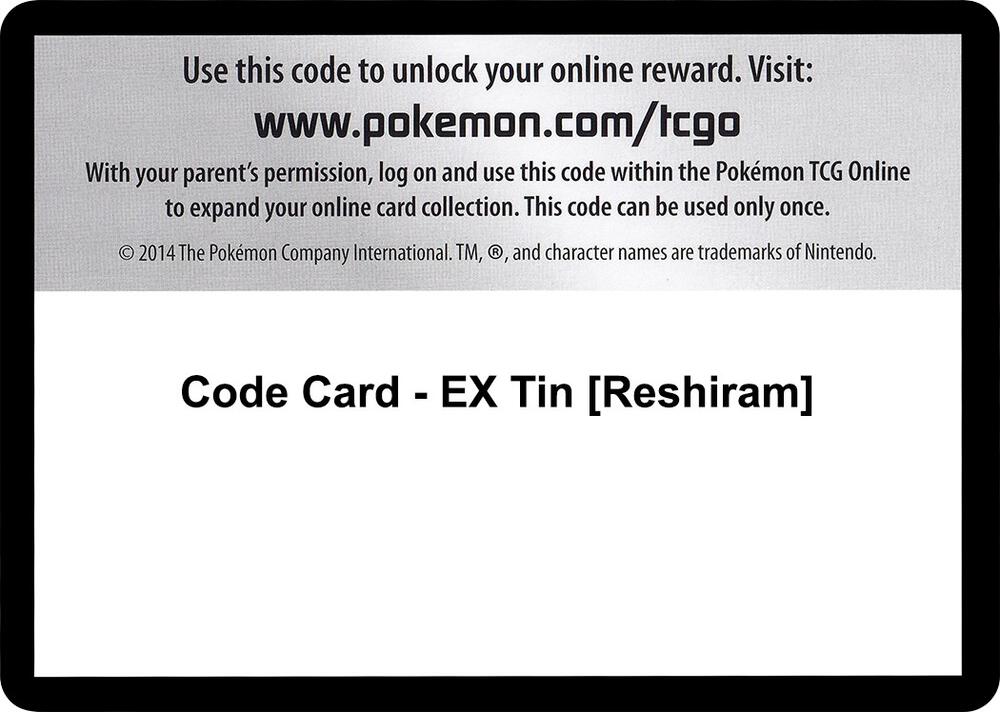 Use this code to unlock your online reward. Visit:
www.pokemon.com/tcgo
With your parent's permission, log on and use this code within the Pokémon TCG Online
to expand your online card collection. This code can be used only once.
© 2014 The Pokémon Company International. TM, ®, and character names are trademarks of Nintendo.
Code Card - EX Tin [Reshiram]